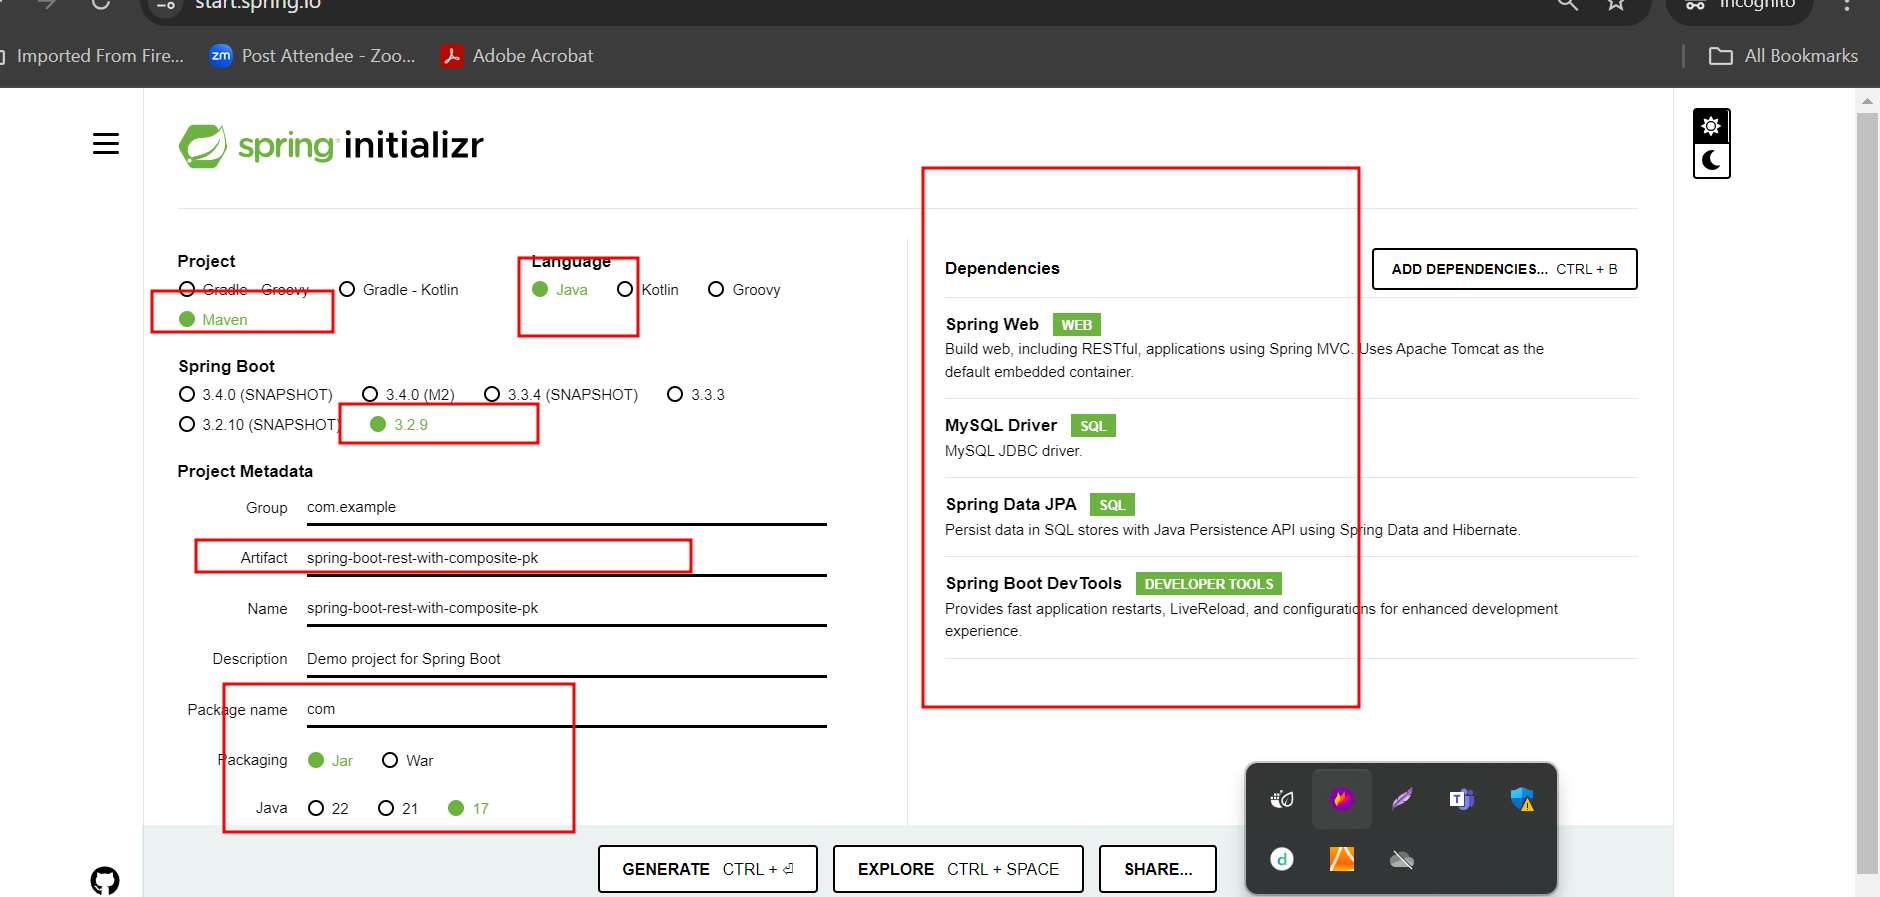 start.spring.io
Incognito
Imported From Fire...
zm
Post Attendee - Zoo...
Adobe Acrobat
All Bookmarks
spring initializr
Project
Gradle - Groovy
Gradle - Kotlin
Maven
Language
Java
Kotlin
Groovy
Spring Boot
3.4.0 (SNAPSHOT)
3.4.0 (M2)
3.3.4 (SNAPSHOT)
3.3.3
3.2.10 (SNAPSHOT)
3.2.9
Project Metadata
Group com.example
Artifact spring-boot-rest-with-composite-pk
Name spring-boot-rest-with-composite-pk
Description Demo project for Spring Boot
Package name com
Packaging Jar War
Java 22 21 17
Dependencies
ADD DEPENDENCIES... CTRL + B
Spring Web WEB
Build web, including RESTful, applications using Spring MVC. Uses Apache Tomcat as the
default embedded container.
MySQL Driver SQL
MySQL JDBC driver.
Spring Data JPA SQL
Persist data in SQL stores with Java Persistence API using Spring Data and Hibernate.
Spring Boot DevTools DEVELOPER TOOLS
Provides fast application restarts, LiveReload, and configurations for enhanced development
experience.
GENERATE CTRL + ⏎
EXPLORE CTRL + SPACE
SHARE...
T
d